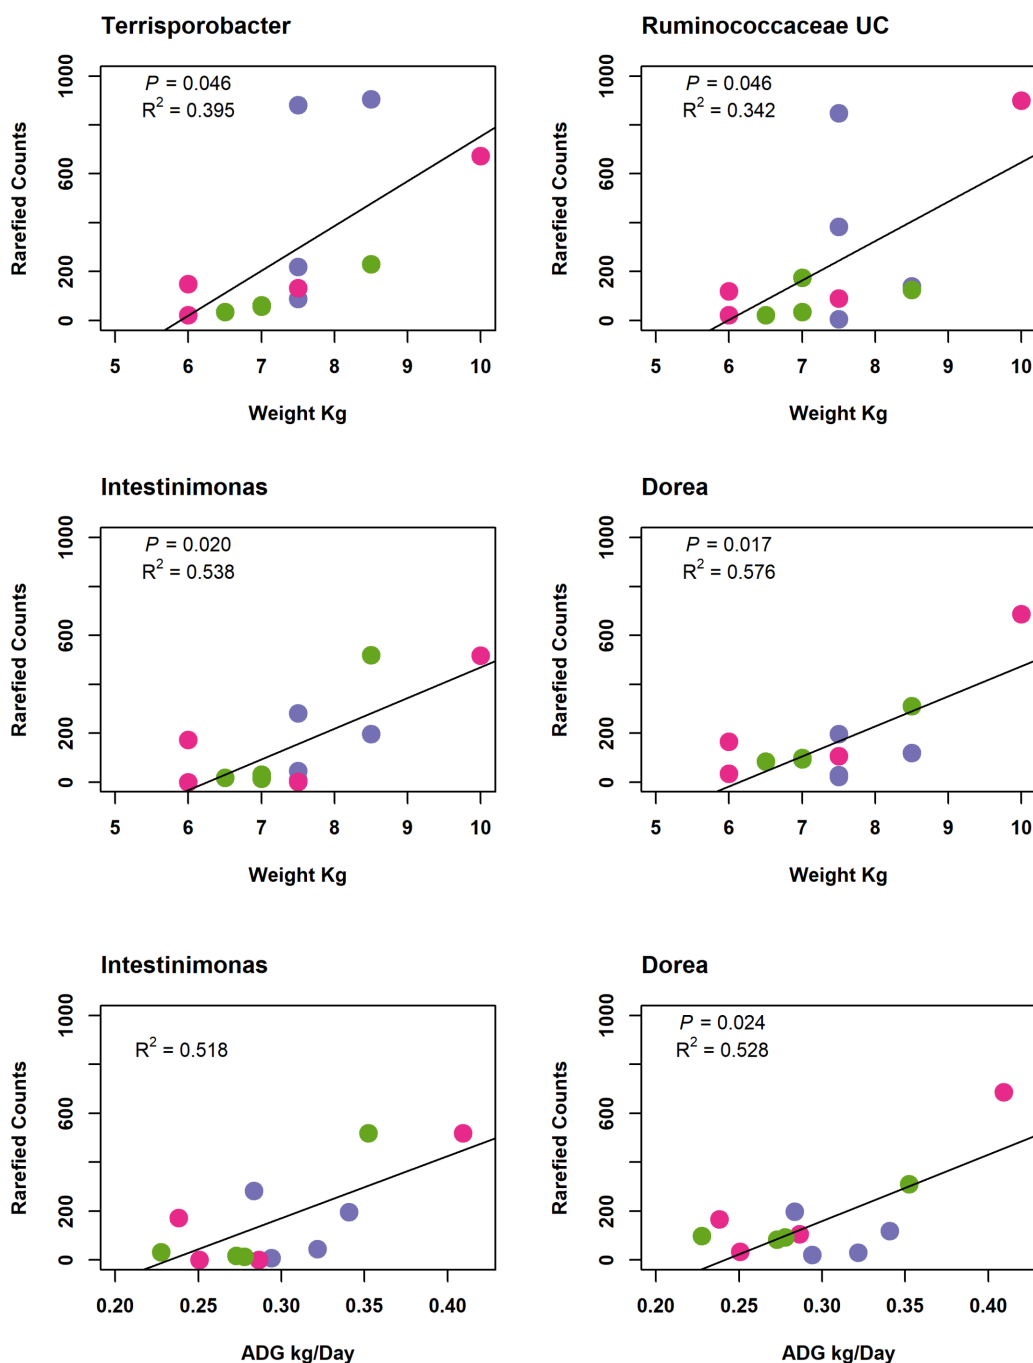 Terrisporobacter
P = 0.046
R² = 0.395
Rarefied Counts
1000
600
200
0
5 6 7 8 9 10
Weight Kg
Ruminococcaceae UC
P = 0.046
R² = 0.342
Rarefied Counts
1000
600
200
0
5 6 7 8 9 10
Weight Kg
Intestinimonas
P = 0.020
R² = 0.538
Rarefied Counts
1000
600
200
0
5 6 7 8 9 10
Weight Kg
Dorea
P = 0.017
R² = 0.576
Rarefied Counts
1000
600
200
0
5 6 7 8 9 10
Weight Kg
Intestinimonas
R² = 0.518
Rarefied Counts
1000
600
200
0
0.20 0.25 0.30 0.35 0.40
ADG kg/Day
Dorea
P = 0.024
R² = 0.528
Rarefied Counts
1000
600
200
0
0.20 0.25 0.30 0.35 0.40
ADG kg/Day